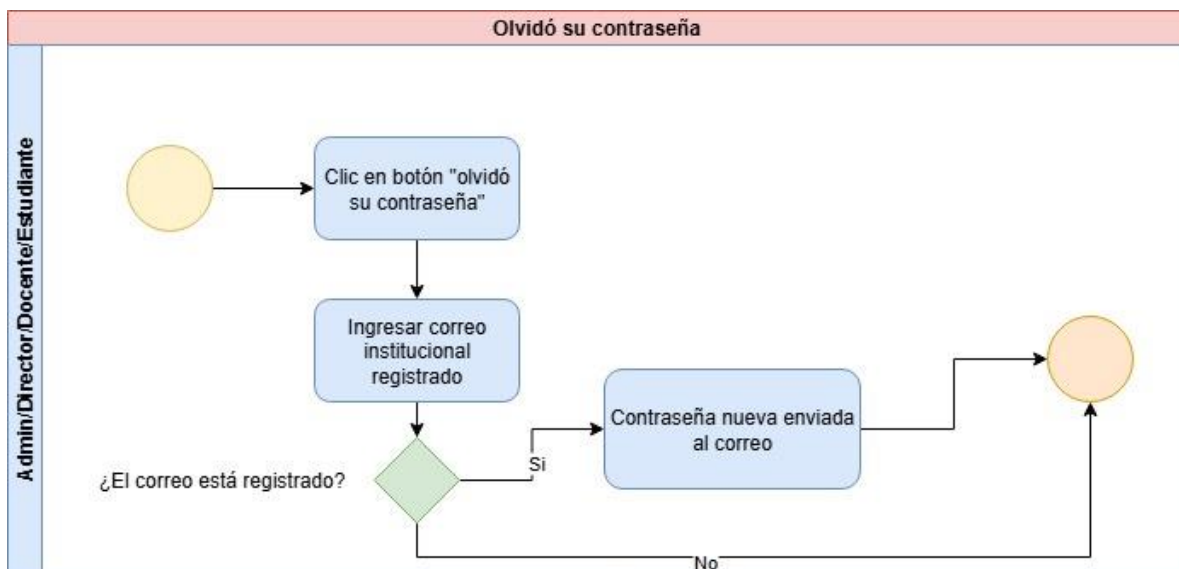 Olvidó su contraseña
Admin/Director/Docente/Estudiante
Clic en botón "olvidó
su contraseña"
Ingresar correo
institucional
registrado
¿El correo está registrado?
Si
Contraseña nueva enviada
al correo
No